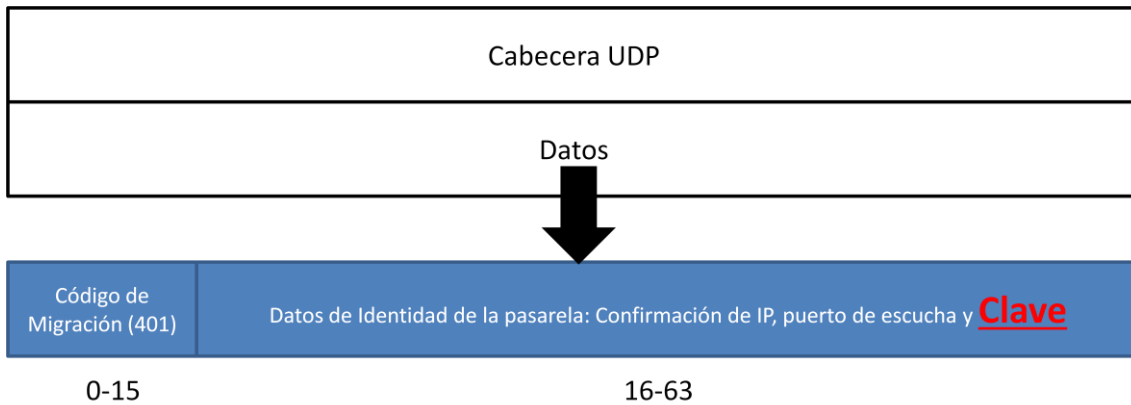 Cabecera UDP
Datos
Código de
Migración (401)
Datos de Identidad de la pasarela: Confirmación de IP, puerto de escucha y Clave
0-15
16-63